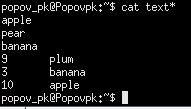 popov_pk@Popovpk:~$ cat text*
apple
pear
banana
9 plum
3 banana
10 apple
popov_pk@Popovpk:~$